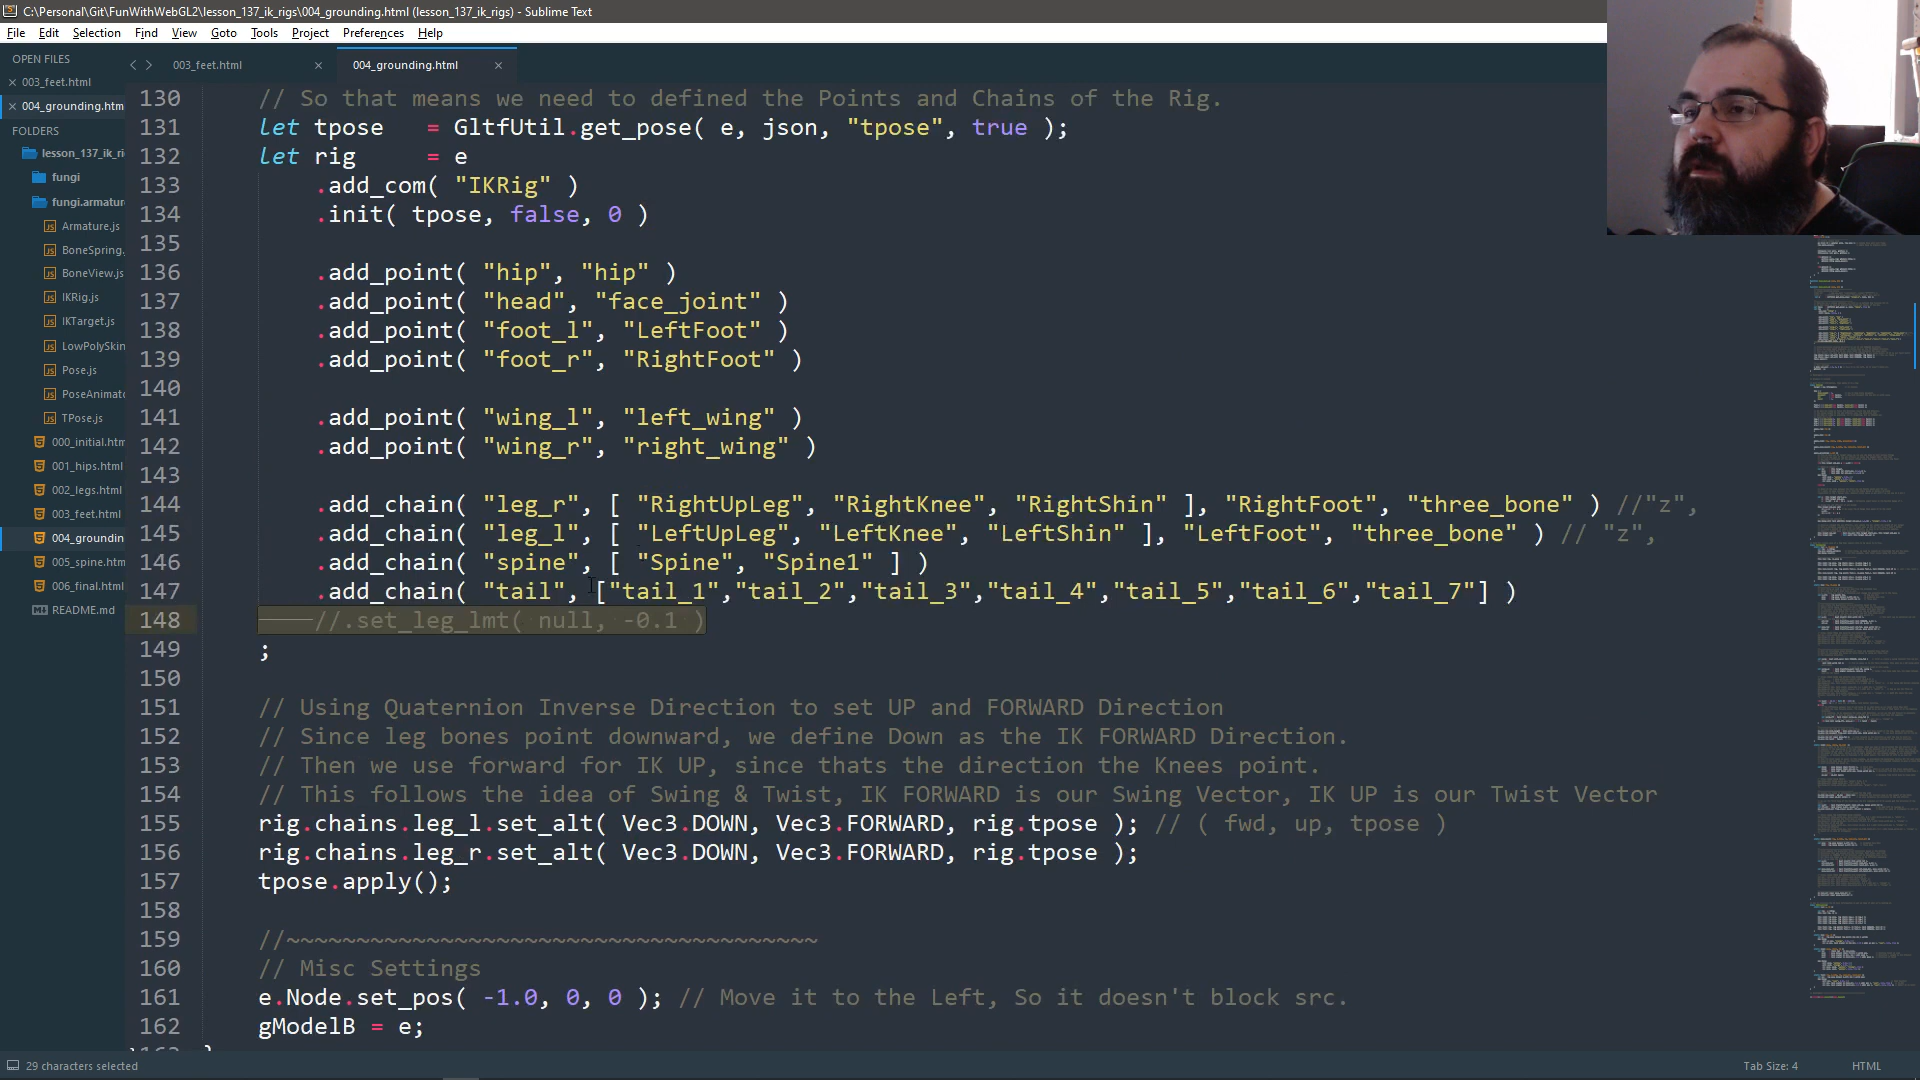 C:\Personal\Git\FunWithWebGL2\lesson_137_ik_rigs\004_grounding.html (lesson_137_ik_rigs) - Sublime Text
File Edit Selection Find View Goto Tools Project Preferences Help
OPEN FILES
003_feet.html
004_grounding.htm
FOLDERS
lesson_137_ik_ri
fungi
fungi.armatur
Armature.js
BoneSpring.
BoneView.js
IKRig.js
IKTarget.js
LowPolySkin
Pose.js
PoseAnimato
TPose.js
000_initial.htm
001_hips.html
002_legs.html
003_feet.html
004_groundin
005_spine.html
006_final.html
README.md
003_feet.html
004_grounding.html
130 // So that means we need to defined the Points and Chains of the Rig.
131 let tpose = GltfUtil.get_pose( e, json, "tpose", true );
132 let rig = e
133 .add_com( "IKRig" )
134 .init( tpose, false, 0 )
135
136 .add_point( "hip", "hip" )
137 .add_point( "head", "face_joint" )
138 .add_point( "foot_l", "LeftFoot" )
139 .add_point( "foot_r", "RightFoot" )
140
141 .add_point( "wing_l", "left_wing" )
142 .add_point( "wing_r", "right_wing" )
143
144 .add_chain( "leg_r", [ "RightUpLeg", "RightKnee", "RightShin" ], "RightFoot", "three_bone" ) //"z",
145 .add_chain( "leg_l", [ "LeftUpLeg", "LeftKnee", "LeftShin" ], "LeftFoot", "three_bone" ) // "z",
146 .add_chain( "spine", [ "Spine", "Spine1" ] )
147 .add_chain( "tail", ["tail_1","tail_2","tail_3","tail_4","tail_5","tail_6","tail_7"] )
148 //.set_leg_lmt( null, -0.1 )
149 ;
150
151 // Using Quaternion Inverse Direction to set UP and FORWARD Direction
152 // Since leg bones point downward, we define Down as the IK FORWARD Direction.
153 // Then we use forward for IK UP, since thats the direction the Knees point.
154 // This follows the idea of Swing & Twist, IK FORWARD is our Swing Vector, IK UP is our Twist Vector
155 rig.chains.leg_l.set_alt( Vec3.DOWN, Vec3.FORWARD, rig.tpose ); // ( fwd, up, tpose )
156 rig.chains.leg_r.set_alt( Vec3.DOWN, Vec3.FORWARD, rig.tpose );
157 tpose.apply();
158
159 //~~~~~~~~~~~~~~~~~~~~~~~~~~~~~~~~~~~~~~
160 // Misc Settings
161 e.Node.set_pos( -1.0, 0, 0 ); // Move it to the Left, So it doesn't block src.
162 gModelB = e;
29 characters selected
Tab Size: 4
HTML